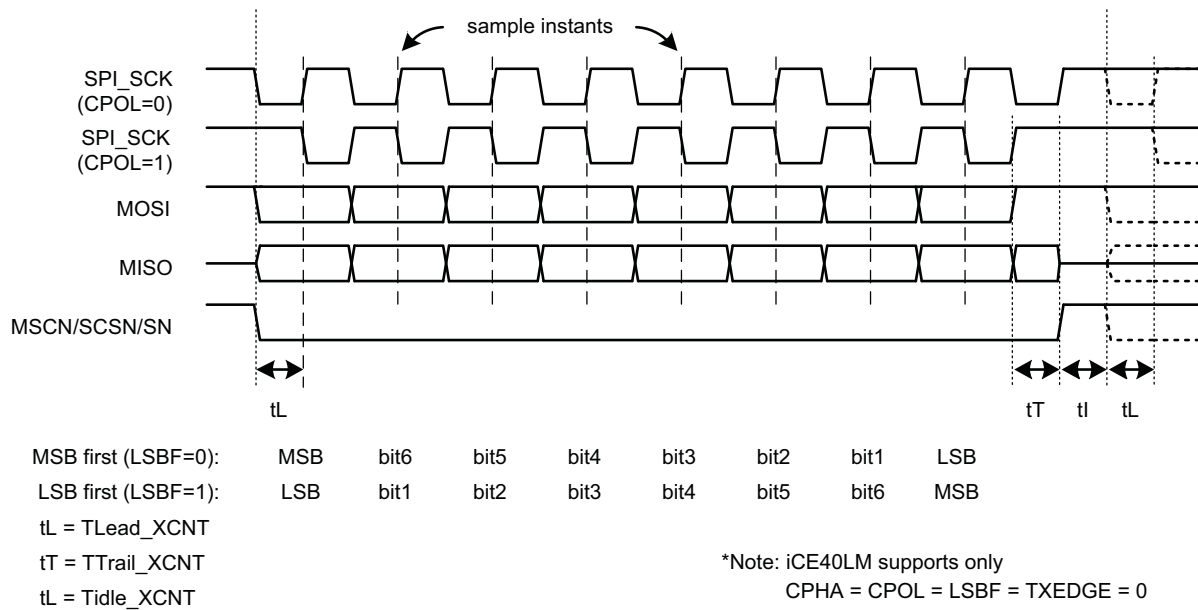 sample instants
SPI_SCK
(CPOL=0)
SPI_SCK
(CPOL=1)
MOSI
MISO
MSCN/SCSN/SN
tL tT tI tL
MSB first (LSBF=0): MSB bit6 bit5 bit4 bit3 bit2 bit1 LSB
LSB first (LSBF=1): LSB bit1 bit2 bit3 bit4 bit5 bit6 MSB
tL = TLead_XCNT
tT = TTrail_XCNT
tL = Tidle_XCNT
*Note: iCE40LM supports only
CPHA = CPOL = LSBF = TXEDGE = 0